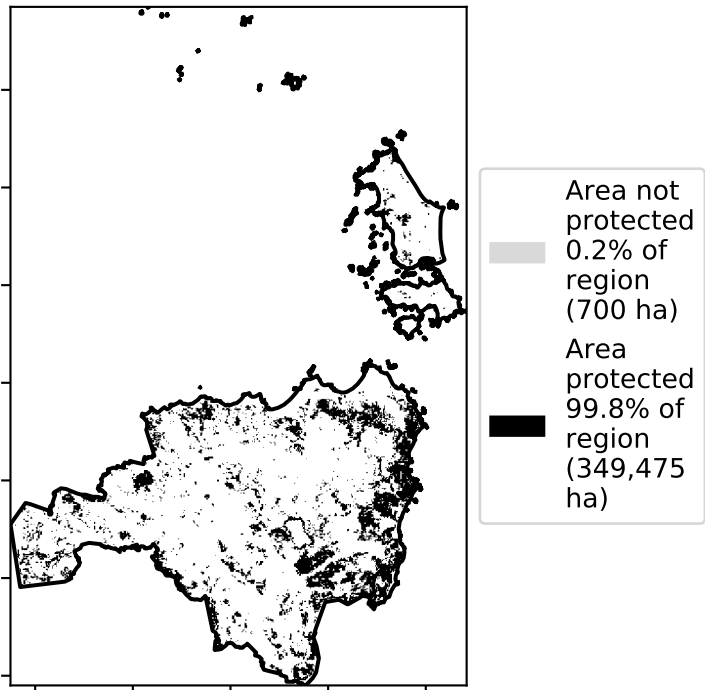 Area not
protected
0.2% of
region
(700 ha)
Area
protected
99.8% of
region
(349,475
ha)